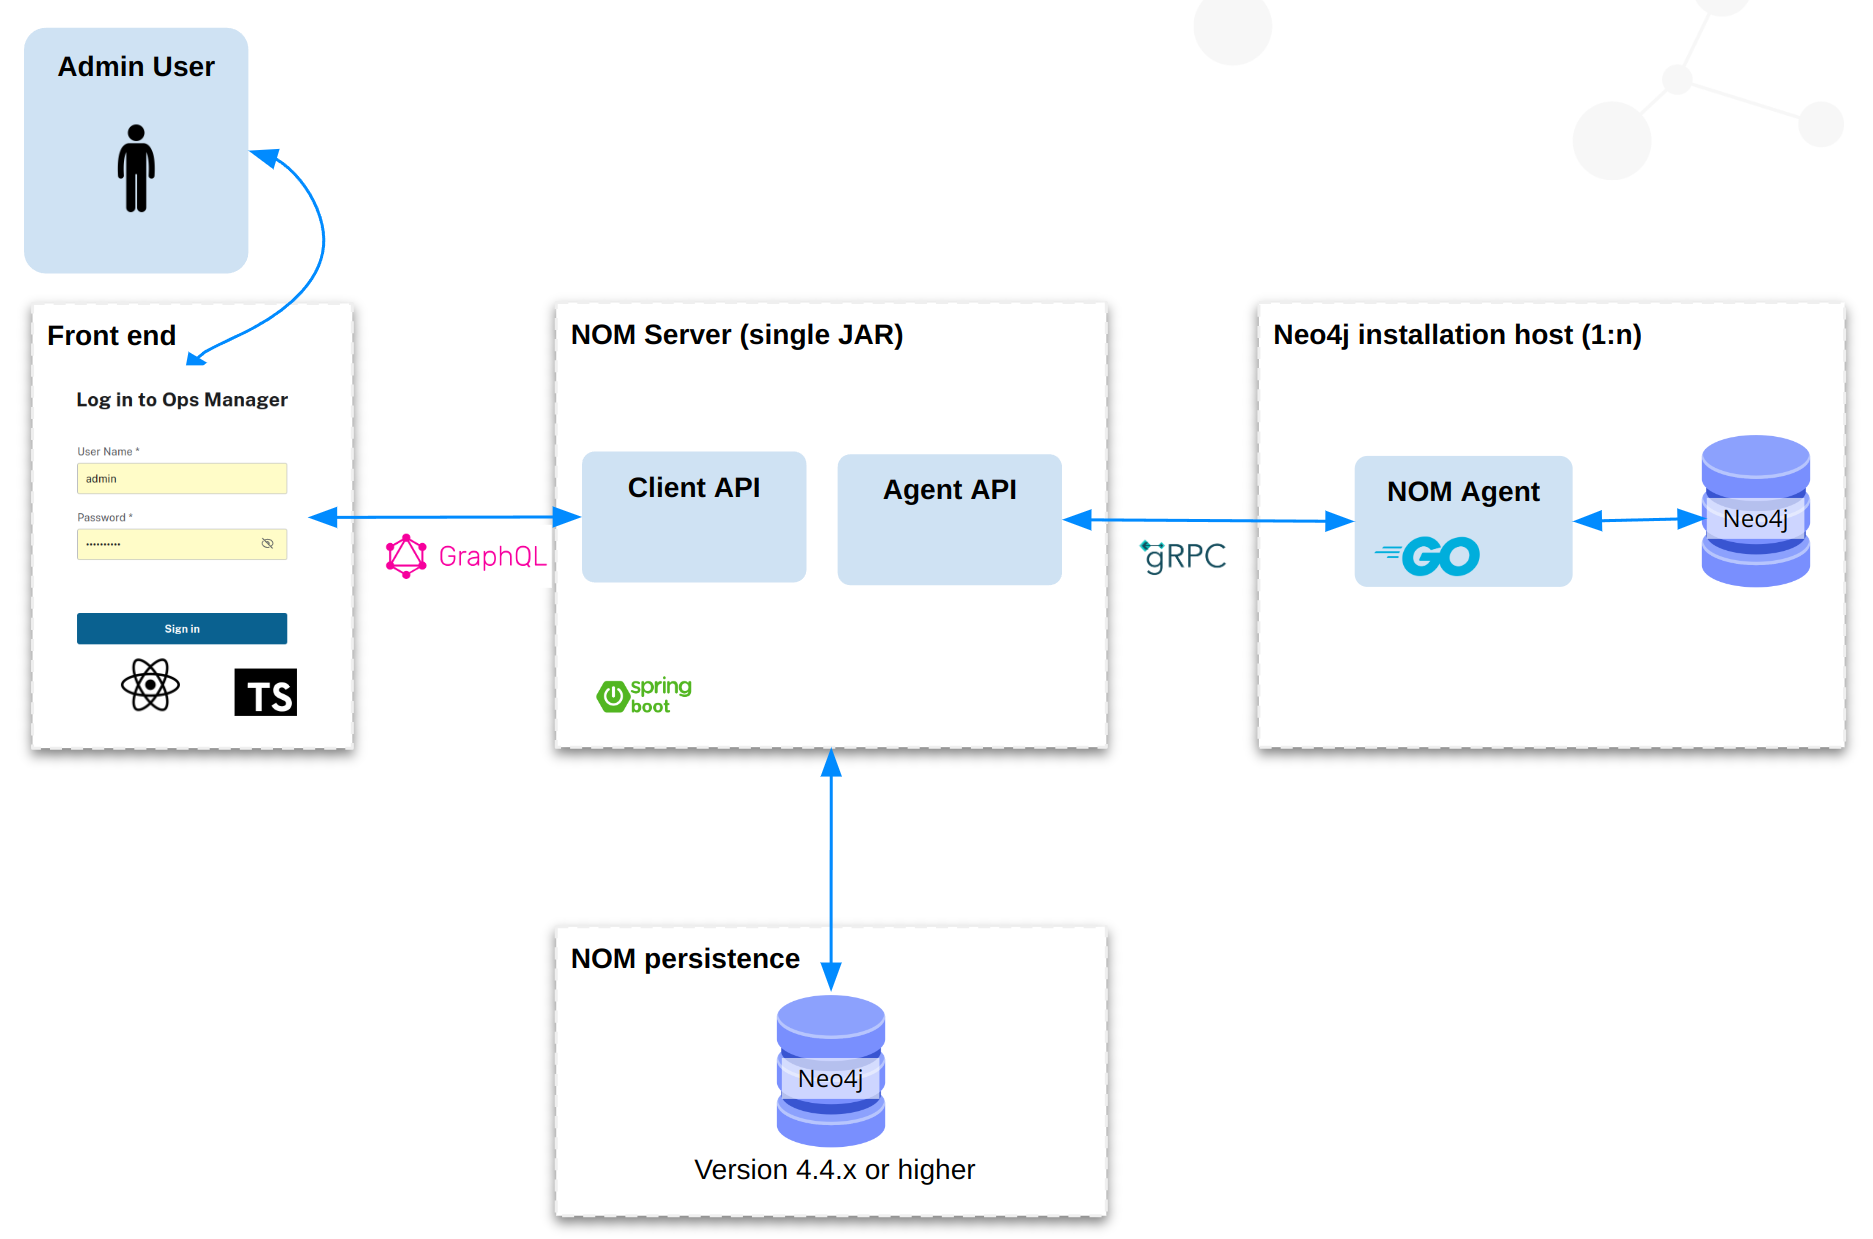 Admin User
Front end
Log in to Ops Manager
User Name *
admin
Password *
••••••••••
Sign in
TS
GraphQL
NOM Server (single JAR)
Client API
Agent API
spring
boot
gRPC
Neo4j installation host (1:n)
NOM Agent
GO
Neo4j
NOM persistence
Neo4j
Version 4.4.x or higher